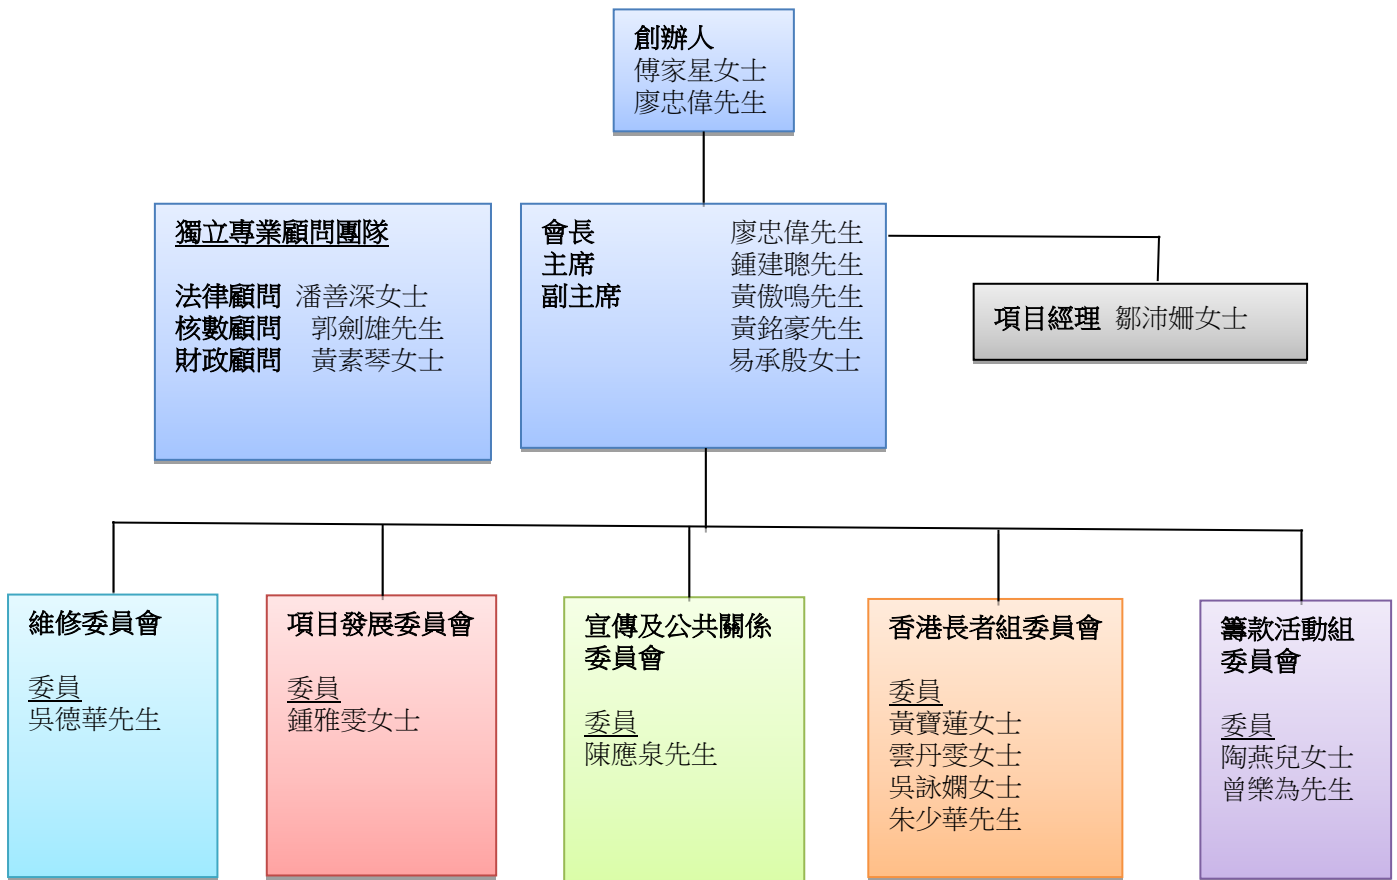 創辦人
傅家星女士
廖忠偉先生
獨立專業顧問團隊
法律顧問 潘善深女士
核數顧問 郭劍雄先生
財政顧問 黃素琴女士
會長 廖忠偉先生
主席 鍾建聰先生
副主席 黃傲鳴先生
黃銘豪先生
易承殷女士
項目經理 鄒沛姍女士
維修委員會
委員
吳德華先生
項目發展委員會
委員
鍾雅雯女士
宣傳及公共關係
委員會
委員
陳應泉先生
香港長者組委員會
委員
黃寶蓮女士
雲丹雯女士
吳詠嫻女士
朱少華先生
籌款活動組
委員會
委員
陶燕兒女士
曾樂為先生